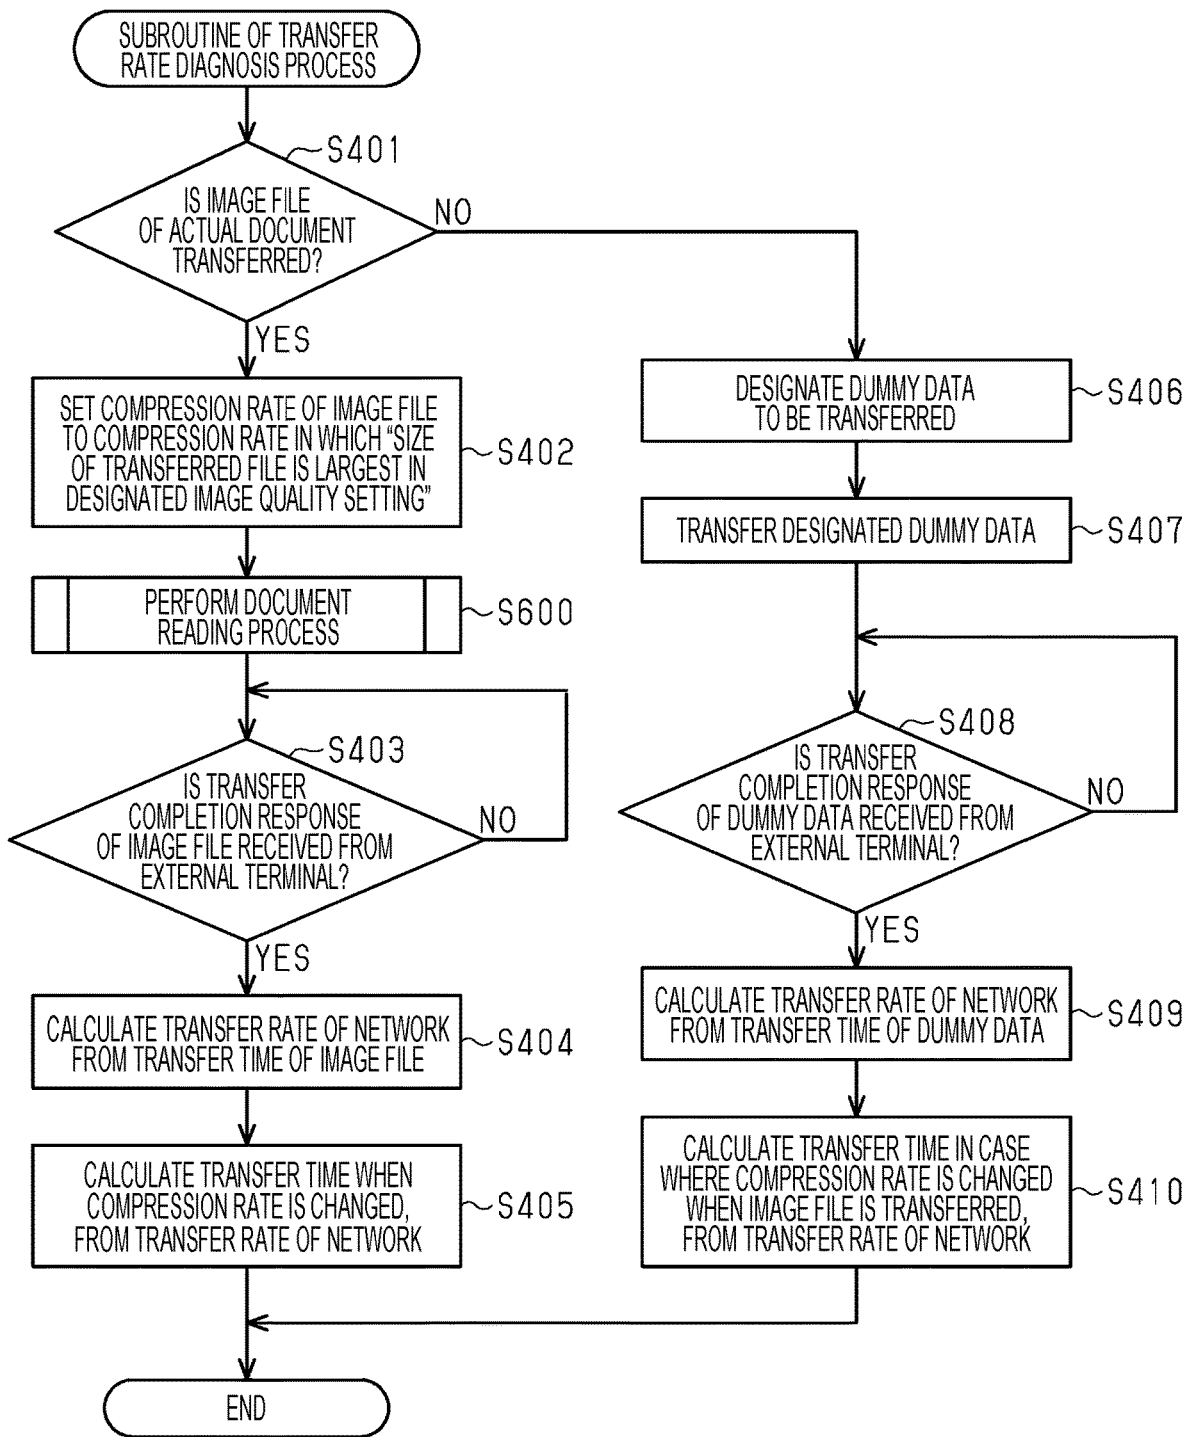 SUBROUTINE OF TRANSFER
RATE DIAGNOSIS PROCESS
S401
IS IMAGE FILE
OF ACTUAL DOCUMENT
TRANSFERRED?
NO
YES
SET COMPRESSION RATE OF IMAGE FILE
TO COMPRESSION RATE IN WHICH “SIZE
OF TRANSFERRED FILE IS LARGEST IN
DESIGNATED IMAGE QUALITY SETTING”
S402
PERFORM DOCUMENT
READING PROCESS
S600
S403
IS TRANSFER
COMPLETION RESPONSE
OF IMAGE FILE RECEIVED FROM
EXTERNAL TERMINAL?
NO
YES
CALCULATE TRANSFER RATE OF NETWORK
FROM TRANSFER TIME OF IMAGE FILE
S404
CALCULATE TRANSFER TIME WHEN
COMPRESSION RATE IS CHANGED,
FROM TRANSFER RATE OF NETWORK
S405
DESIGNATE DUMMY DATA
TO BE TRANSFERRED
S406
TRANSFER DESIGNATED DUMMY DATA
S407
S408
IS TRANSFER
COMPLETION RESPONSE
OF DUMMY DATA RECEIVED FROM
EXTERNAL TERMINAL?
NO
YES
CALCULATE TRANSFER RATE OF NETWORK
FROM TRANSFER TIME OF DUMMY DATA
S409
CALCULATE TRANSFER TIME IN CASE
WHERE COMPRESSION RATE IS CHANGED
WHEN IMAGE FILE IS TRANSFERRED,
FROM TRANSFER RATE OF NETWORK
S410
END